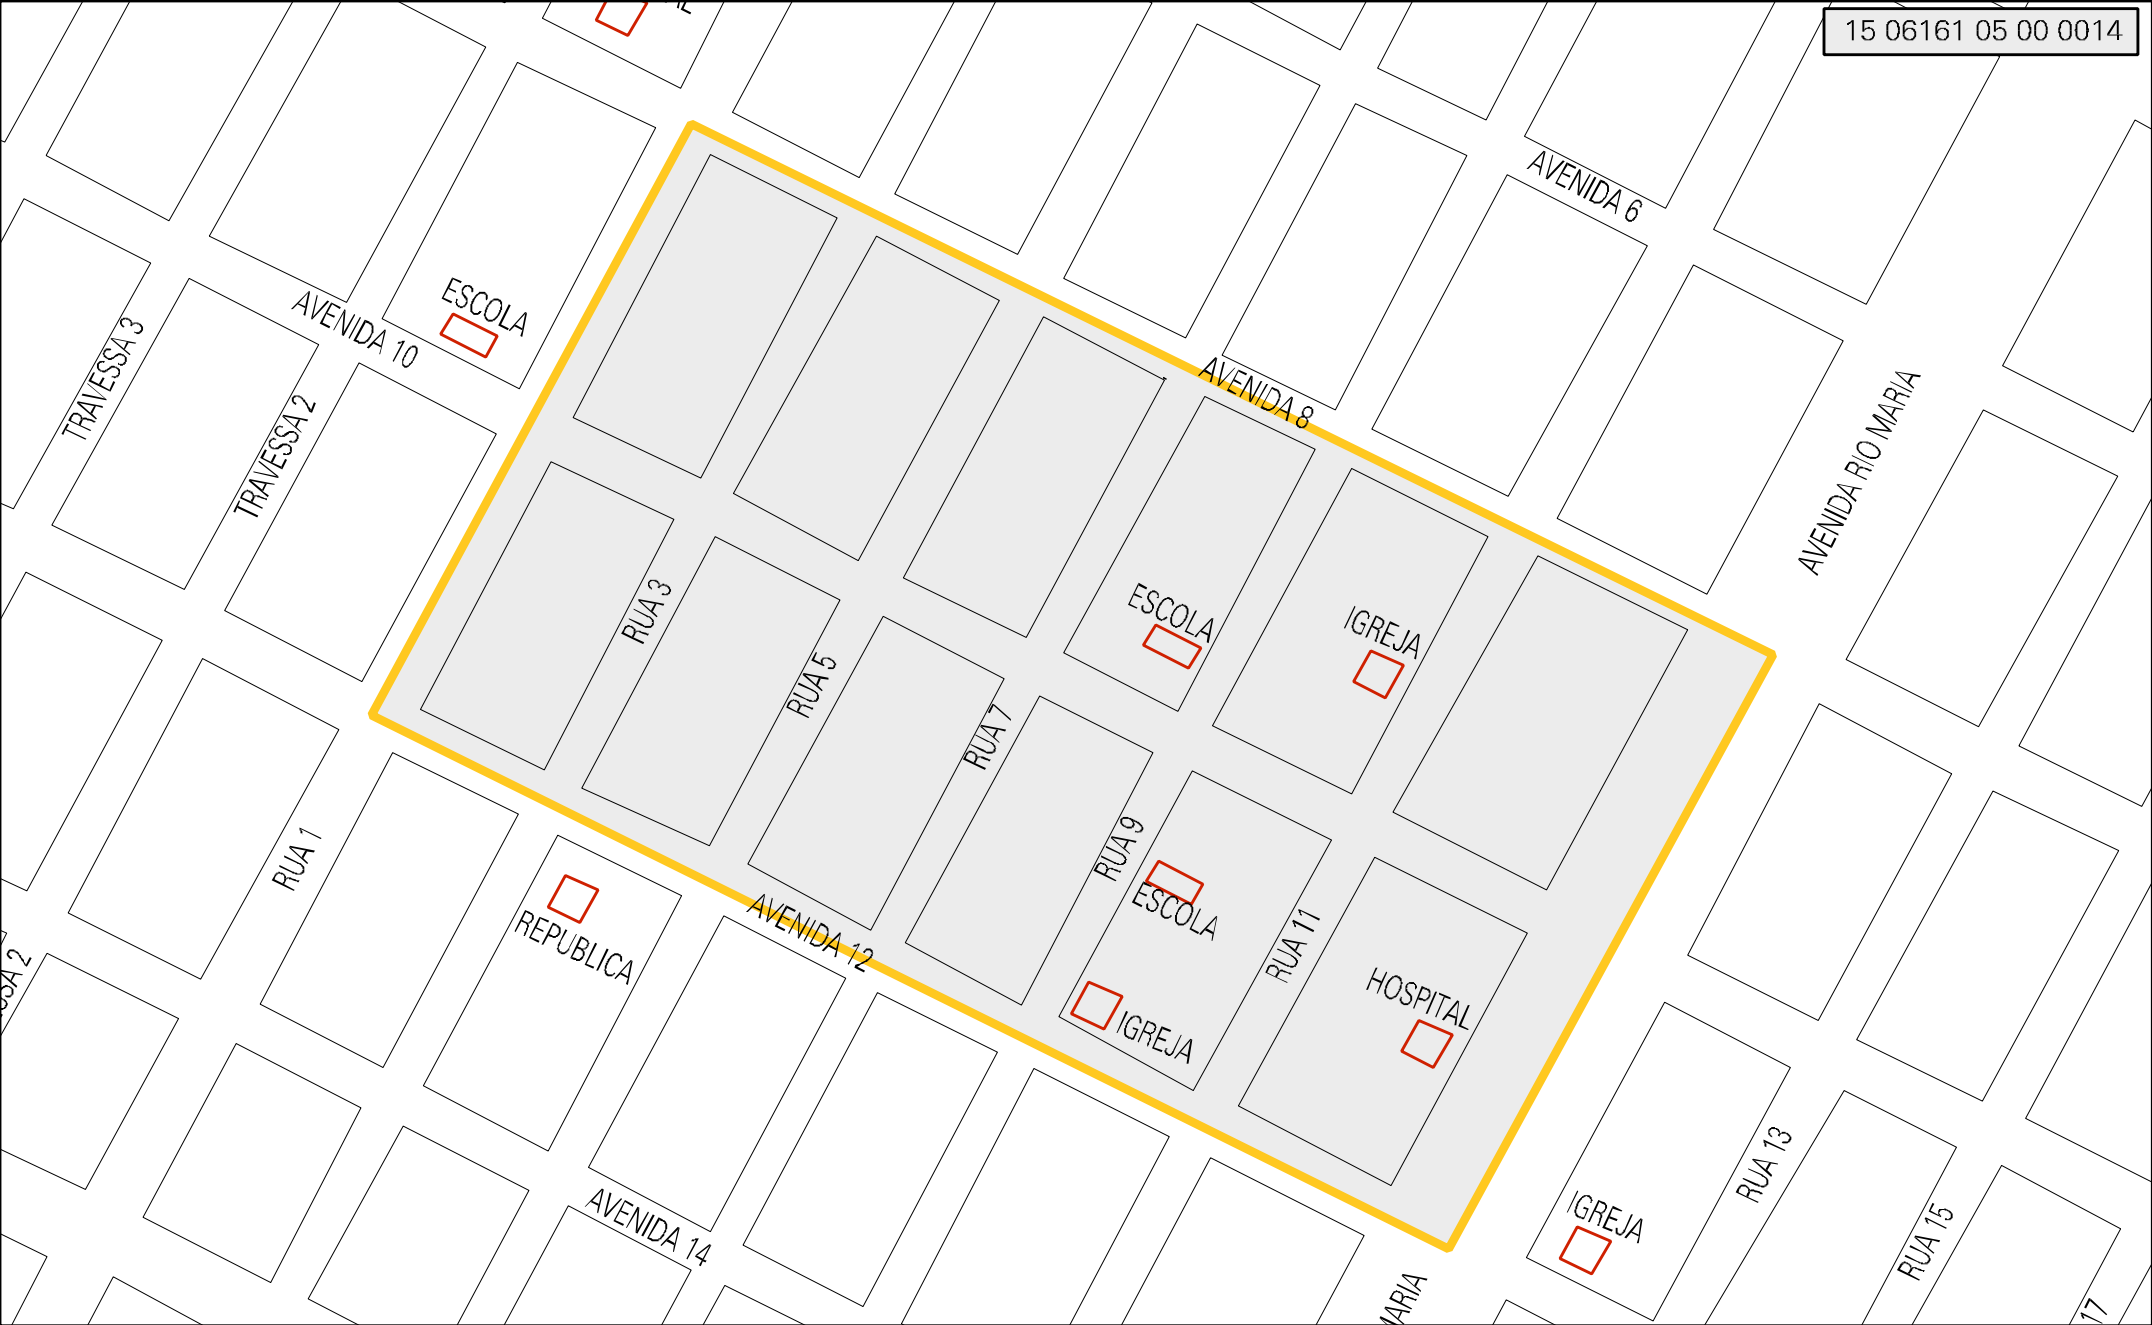 15 06161 05 00 0014
AVENIDA 6
ESCOLA
AVENIDA 10
TRAVESSA 3
TRAVESSA 2
AVENIDA 8
AVENIDA RIO MARIA
RUA 3
ESCOLA
IGREJA
RUA 5
RUA 7
RUA 1
RUA 9
ESCOLA
REPUBLICA
AVENIDA 12
RUA 11
HOSPITAL
IGREJA
RUA 13
IGREJA
AVENIDA 14
RUA 15
MARIA
17